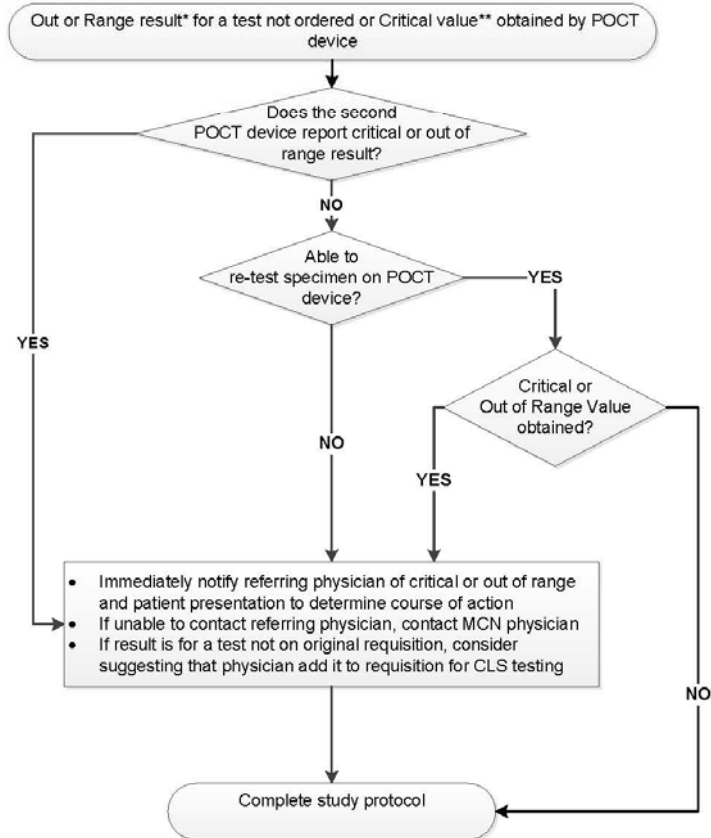 Out or Range result* for a test not ordered or Critical value** obtained by POCT
device
Does the second
POCT device report critical or out of
range result?
NO
Able to
re-test specimen on POCT
device?
YES
YES
Critical or
Out of Range Value
obtained?
NO
YES
• Immediately notify referring physician of critical or out of range
and patient presentation to determine course of action
• If unable to contact referring physician, contact MCN physician
• If result is for a test not on original requisition, consider
suggesting that physician add it to requisition for CLS testing
NO
Complete study protocol